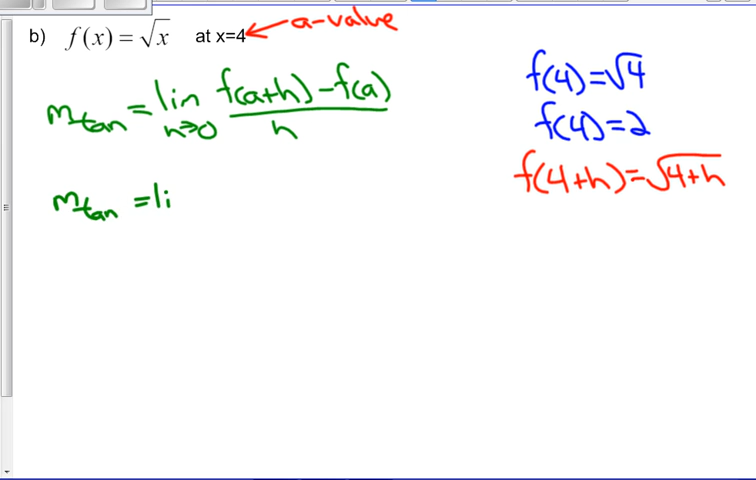 b) f(x) = √x at x=4 ← a-value
m_tan = lim_{h→0} (f(a+h) - f(a))/h
m_tan = li
f(4) = √4
f(4) = 2
f(4+h) = √4+h